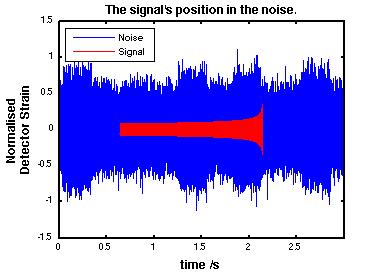 The signal's position in the noise.
Noise
Signal
Normalised
Detector Strain
1.5
1
0.5
0
-0.5
-1
-1.5
0
0.5
1
1.5
2
2.5
time /s